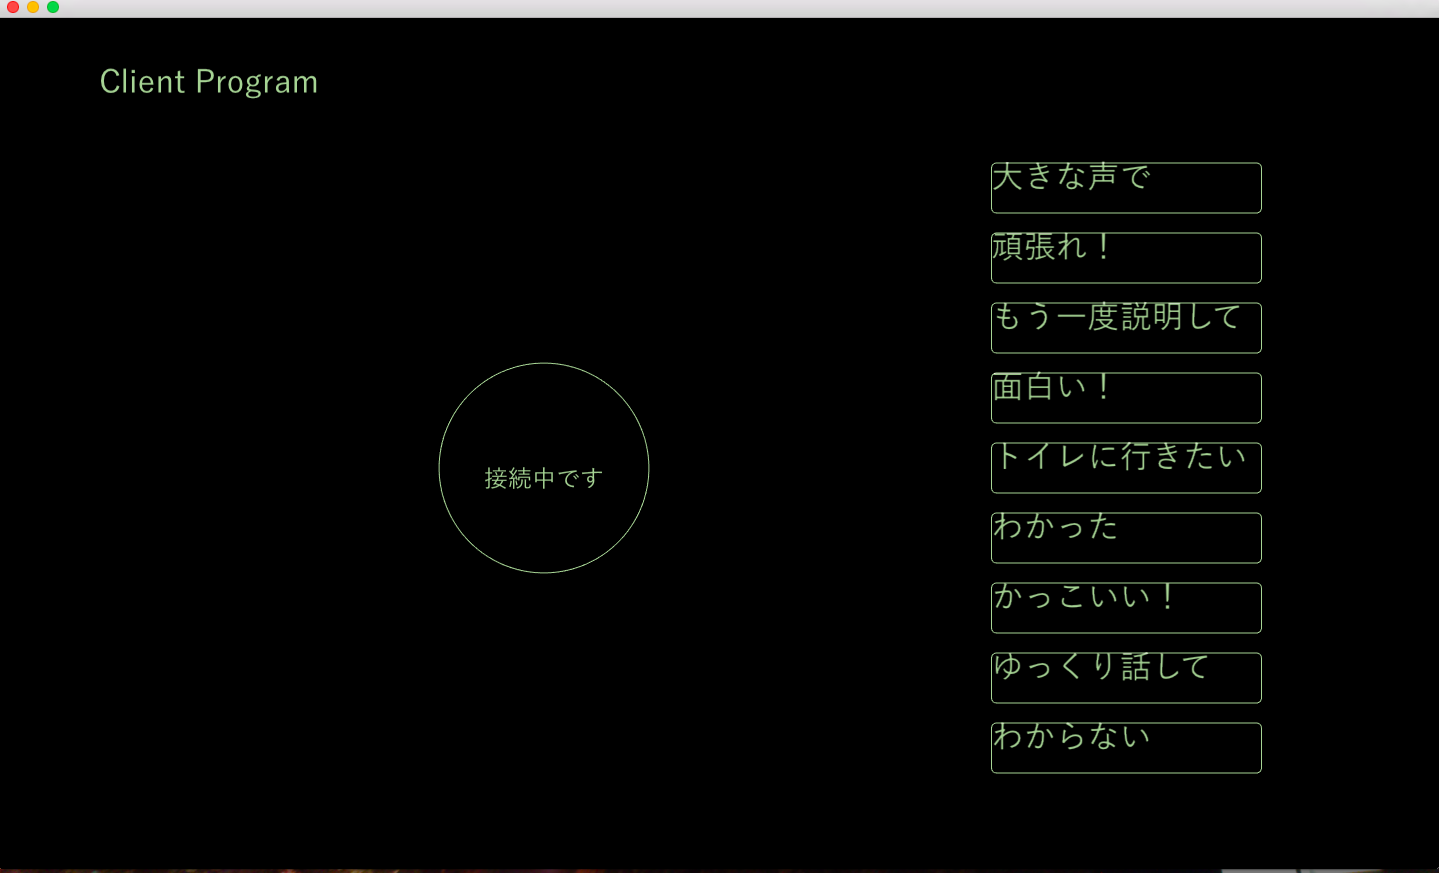 Client Program
大きな声で
頑張れ！
もう一度説明して
面白い！
トイレに行きたい
接続中です
わかった
かっこいい！
ゆっくり話して
わからない